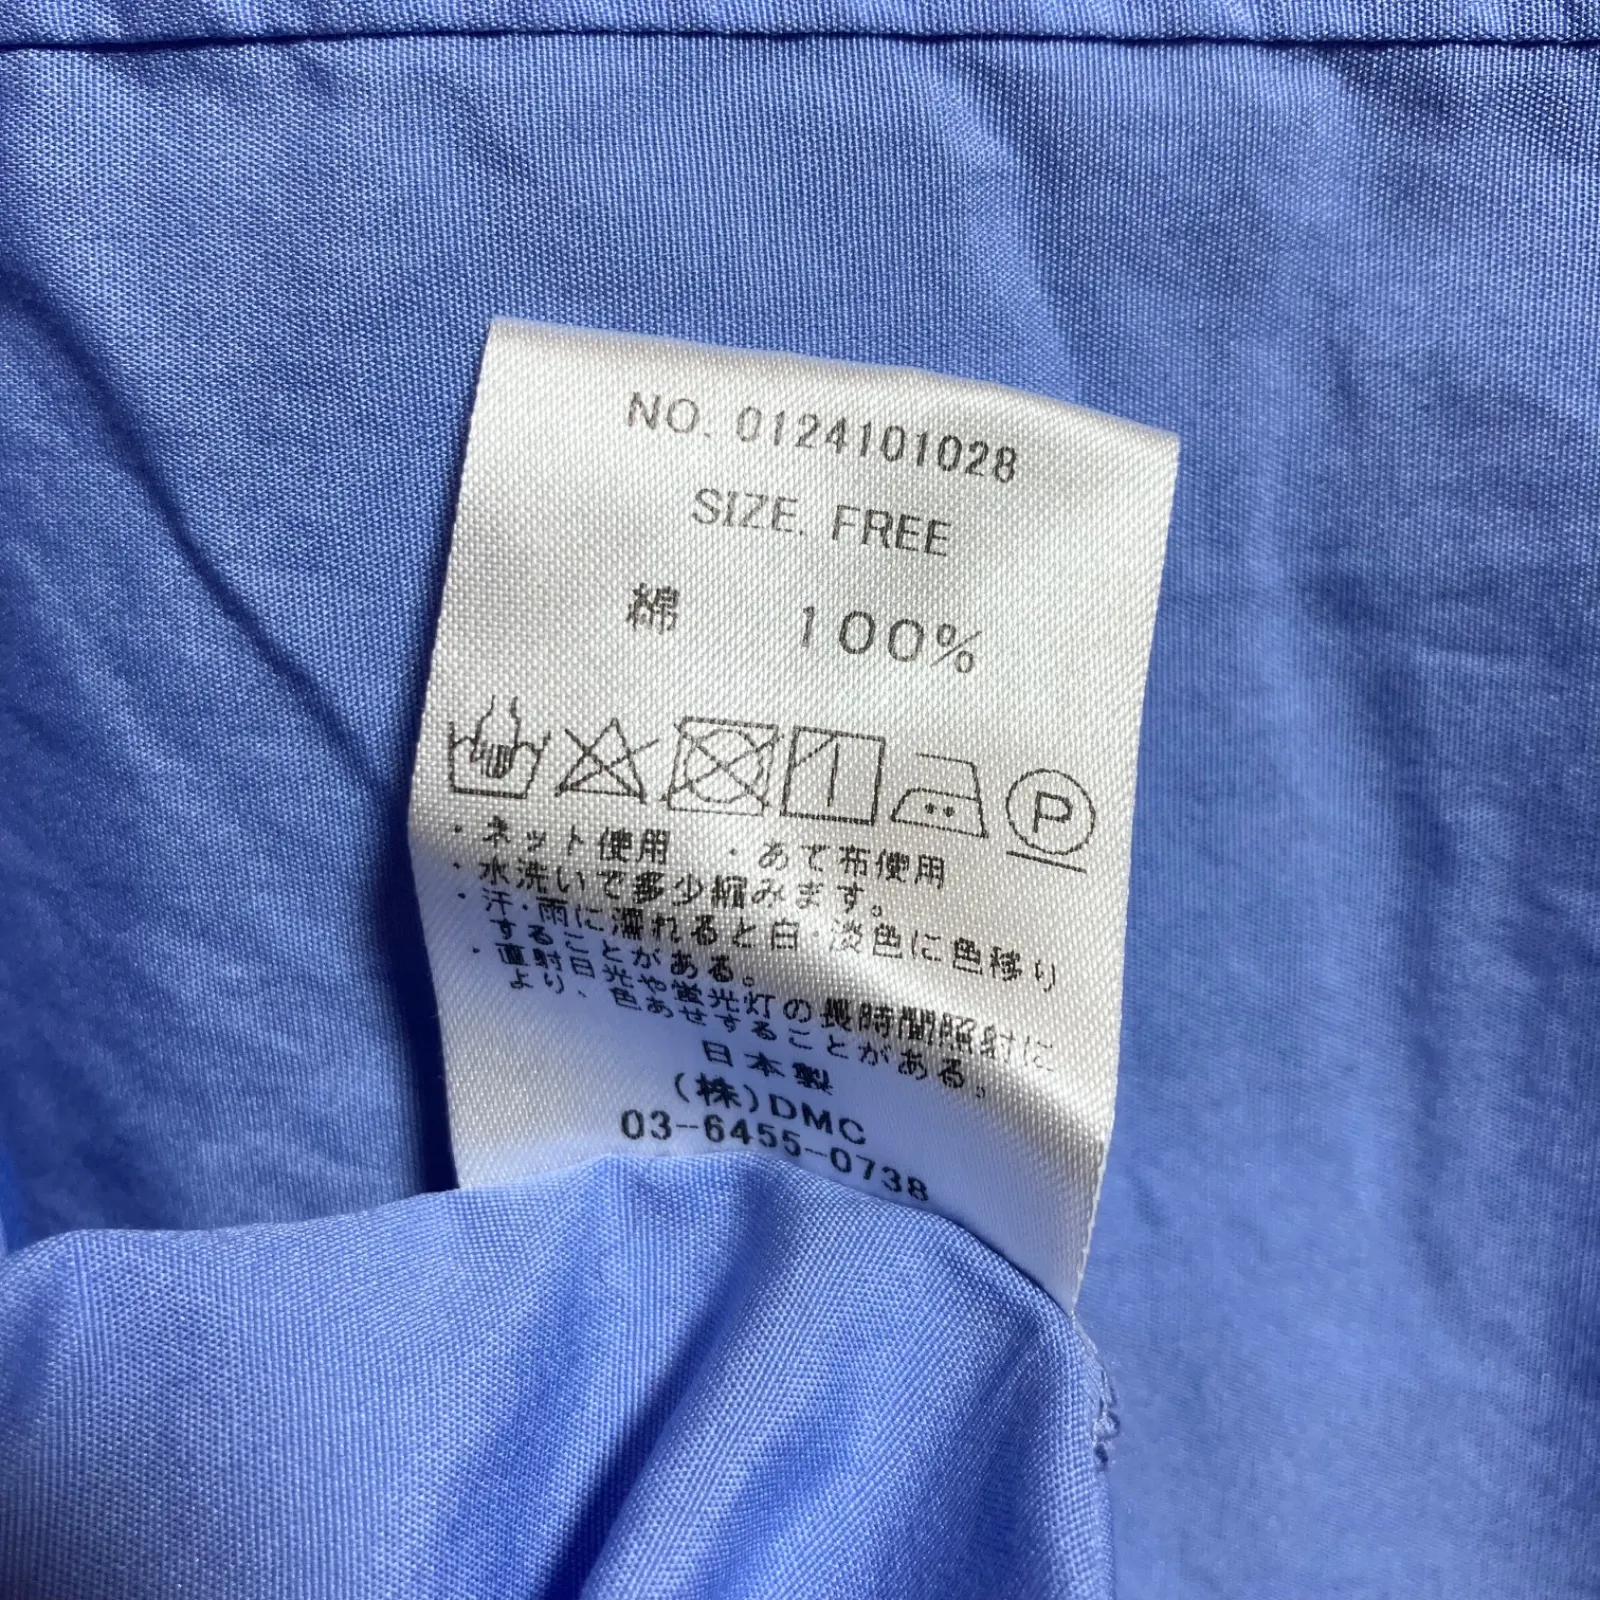 NO. 0124101028
SIZE. FREE
棉 100%
P
・ネット使用 ・あて布使用
・水洗いで多少縮みます。
・汗・雨に濡れると白・淡色に色移り
することがある。
・直射日光や蛍光灯の長時間照射に
より、色あせすることがある。
日本製
(株)DMC
03-6455-0738